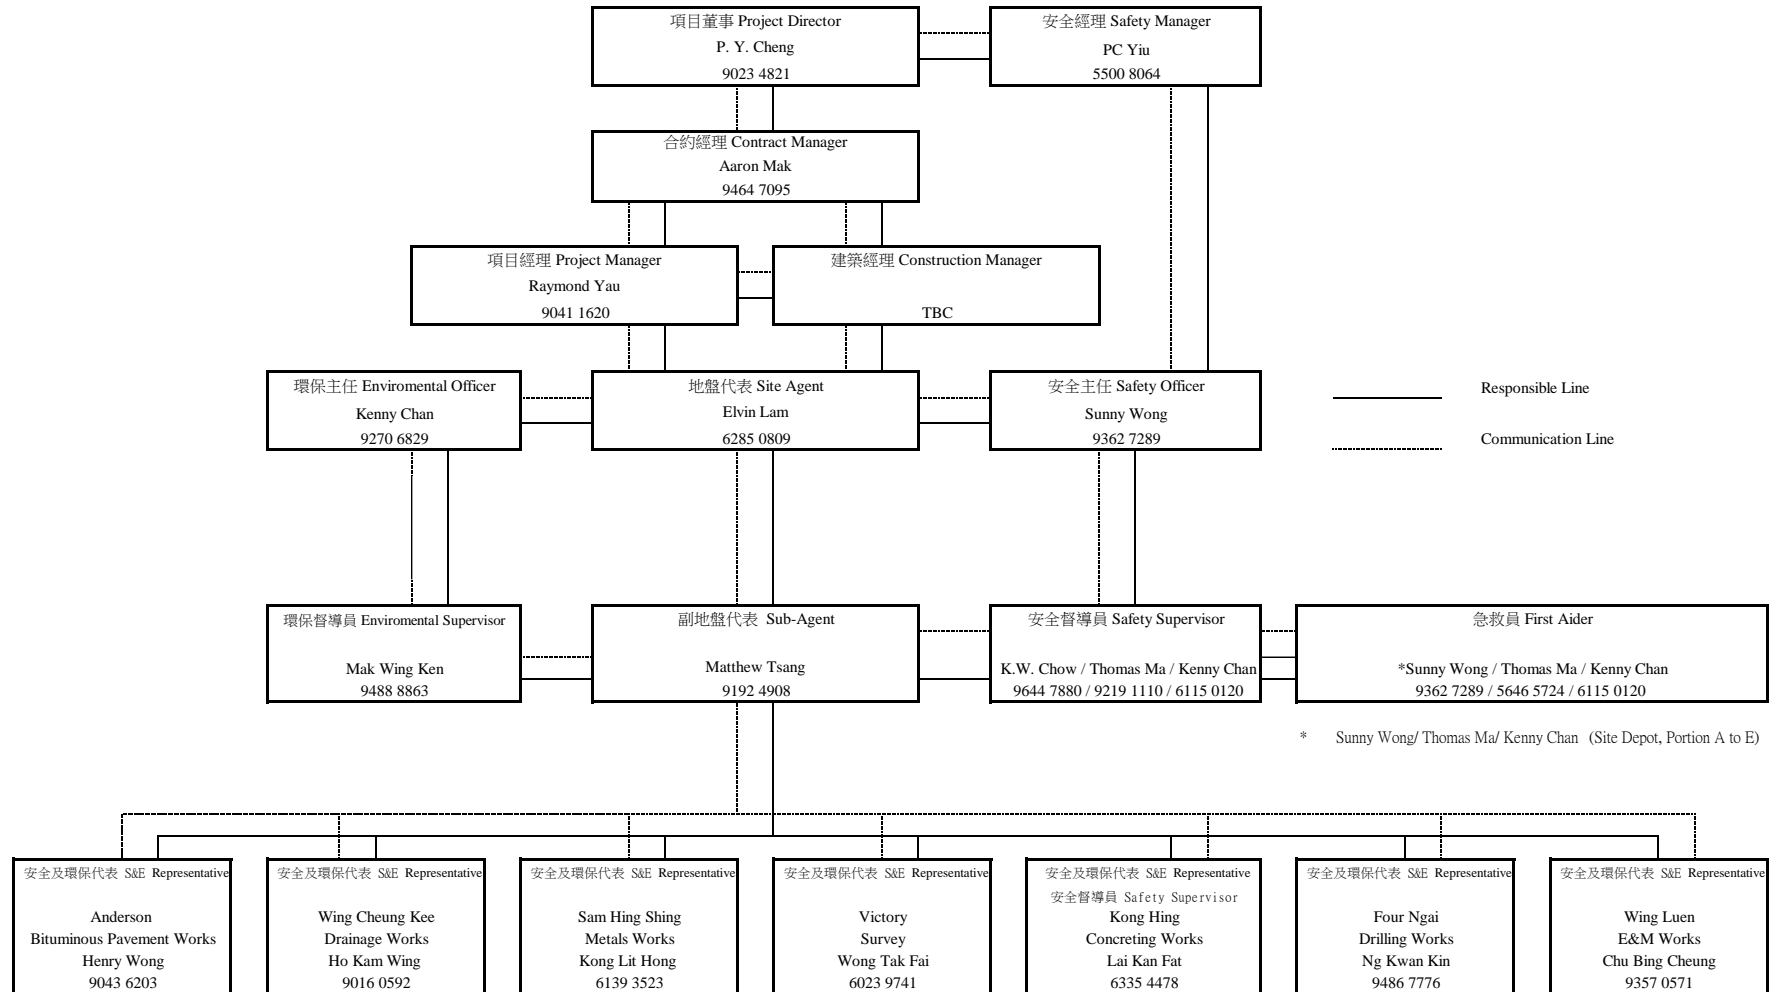 項目董事 Project Director
P. Y. Cheng
9023 4821
安全經理 Safety Manager
PC Yiu
5500 8064
合約經理 Contract Manager
Aaron Mak
9464 7095
項目經理 Project Manager
Raymond Yau
9041 1620
建築經理 Construction Manager
TBC
環保主任 Enviromental Officer
Kenny Chan
9270 6829
地盤代表 Site Agent
Elvin Lam
6285 0809
安全主任 Safety Officer
Sunny Wong
9362 7289
Responsible Line
Communication Line
環保督導員 Enviromental Supervisor
Mak Wing Ken
9488 8863
副地盤代表 Sub-Agent
Matthew Tsang
9192 4908
安全督導員 Safety Supervisor
K.W. Chow / Thomas Ma / Kenny Chan
9644 7880 / 9219 1110 / 6115 0120
急救員 First Aider
*Sunny Wong / Thomas Ma / Kenny Chan
9362 7289 / 5646 5724 / 6115 0120
* Sunny Wong/ Thomas Ma/ Kenny Chan (Site Depot, Portion A to E)
安全及環保代表 S&E Representative
Anderson
Bituminous Pavement Works
Henry Wong
9043 6203
安全及環保代表 S&E Representative
Wing Cheung Kee
Drainage Works
Ho Kam Wing
9016 0592
安全及環保代表 S&E Representative
Sam Hing Shing
Metals Works
Kong Lit Hong
6139 3523
安全及環保代表 S&E Representative
Victory
Survey
Wong Tak Fai
6023 9741
安全及環保代表 S&E Representative
安全督導員 Safety Supervisor
Kong Hing
Concreting Works
Lai Kan Fat
6335 4478
安全及環保代表 S&E Representative
Four Ngai
Drilling Works
Ng Kwan Kin
9486 7776
安全及環保代表 S&E Representative
Wing Luen
E&M Works
Chu Bing Cheung
9357 0571